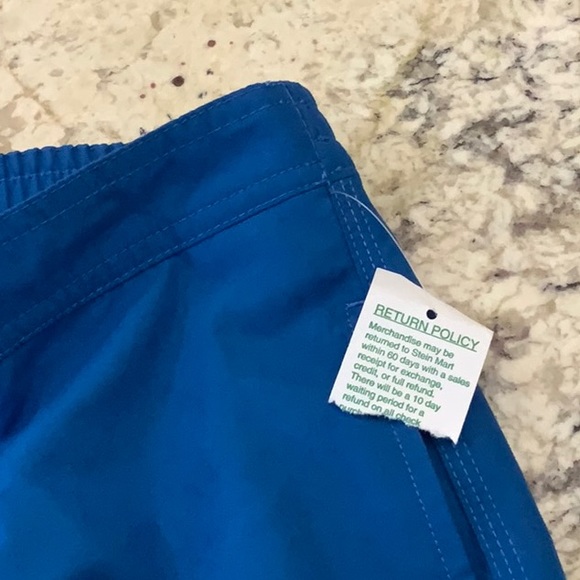 RETURN POLICY
Merchandise may be
returned to Stein Mart
within 60 days with a sales
receipt for exchange,
credit, or full refund.
There will be a 10 day
waiting period for a
refund on all check